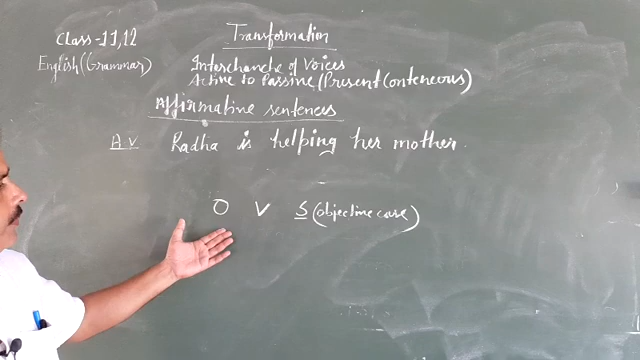 Class - 11, 12
Transformation
English (Grammar)
Interchange of Voices
Active to Passive (Present Conteneous)
Affirmative sentences
A V Radha is helping her mother.
O V S (objective case)